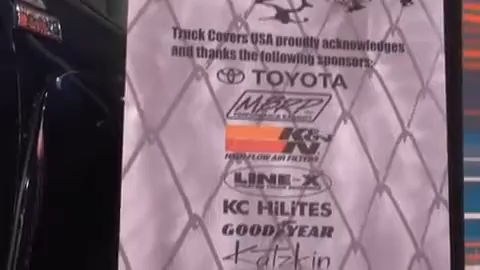 Truck Covers USA proudly acknowledges
and thanks the following sponsors:
TOYOTA
MBRP
K&N
HIGH FLOW AIR FILTERS
LINE-X
KC HiLiTES
GOODYEAR
Katzkin